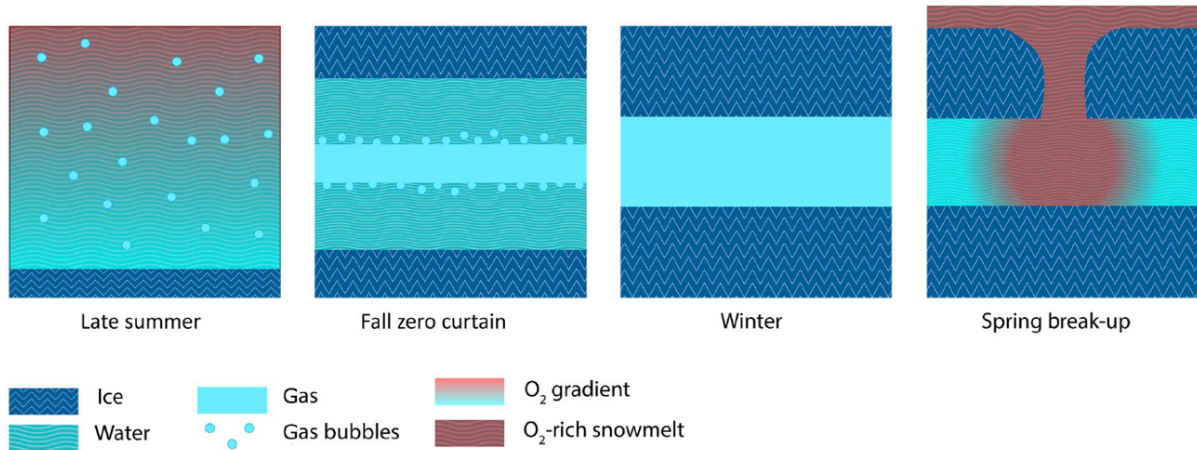 Late summer
Fall zero curtain
Winter
Spring break-up
Ice
Gas
O₂ gradient
Water
Gas bubbles
O₂-rich snowmelt